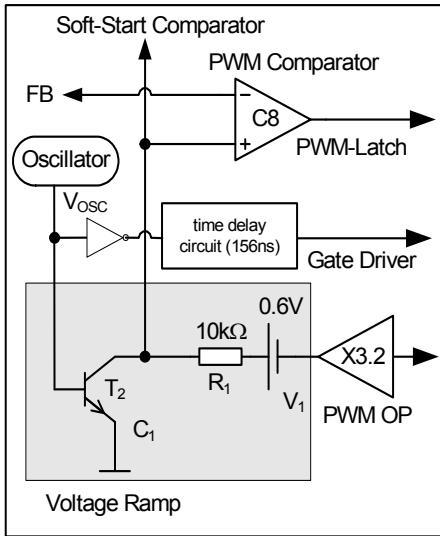 Soft-Start Comparator
PWM Comparator
FB
C8
PWM-Latch
Oscillator
VOSC
time delay
circuit (156ns)
Gate Driver
0.6V
10kΩ
X3.2
T2
R1
V1
C1
PWM OP
Voltage Ramp